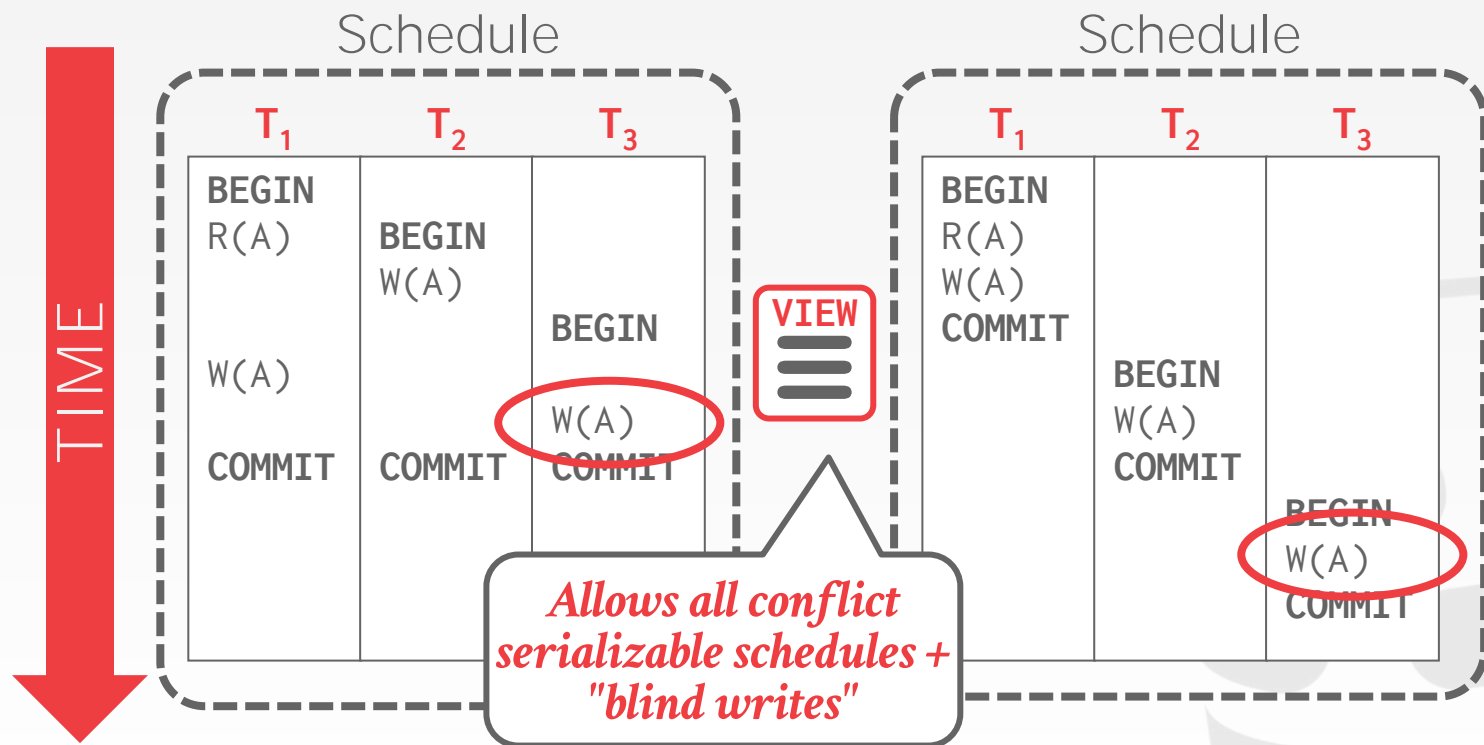 Schedule
Schedule
TIME
T1 T2 T3
BEGIN
R(A) BEGIN
W(A)
BEGIN
W(A)
W(A)
COMMIT COMMIT COMMIT
VIEW
Allows all conflict
serializable schedules +
"blind writes"
T1 T2 T3
BEGIN
R(A)
W(A)
COMMIT
BEGIN
W(A)
COMMIT
BEGIN
W(A)
COMMIT